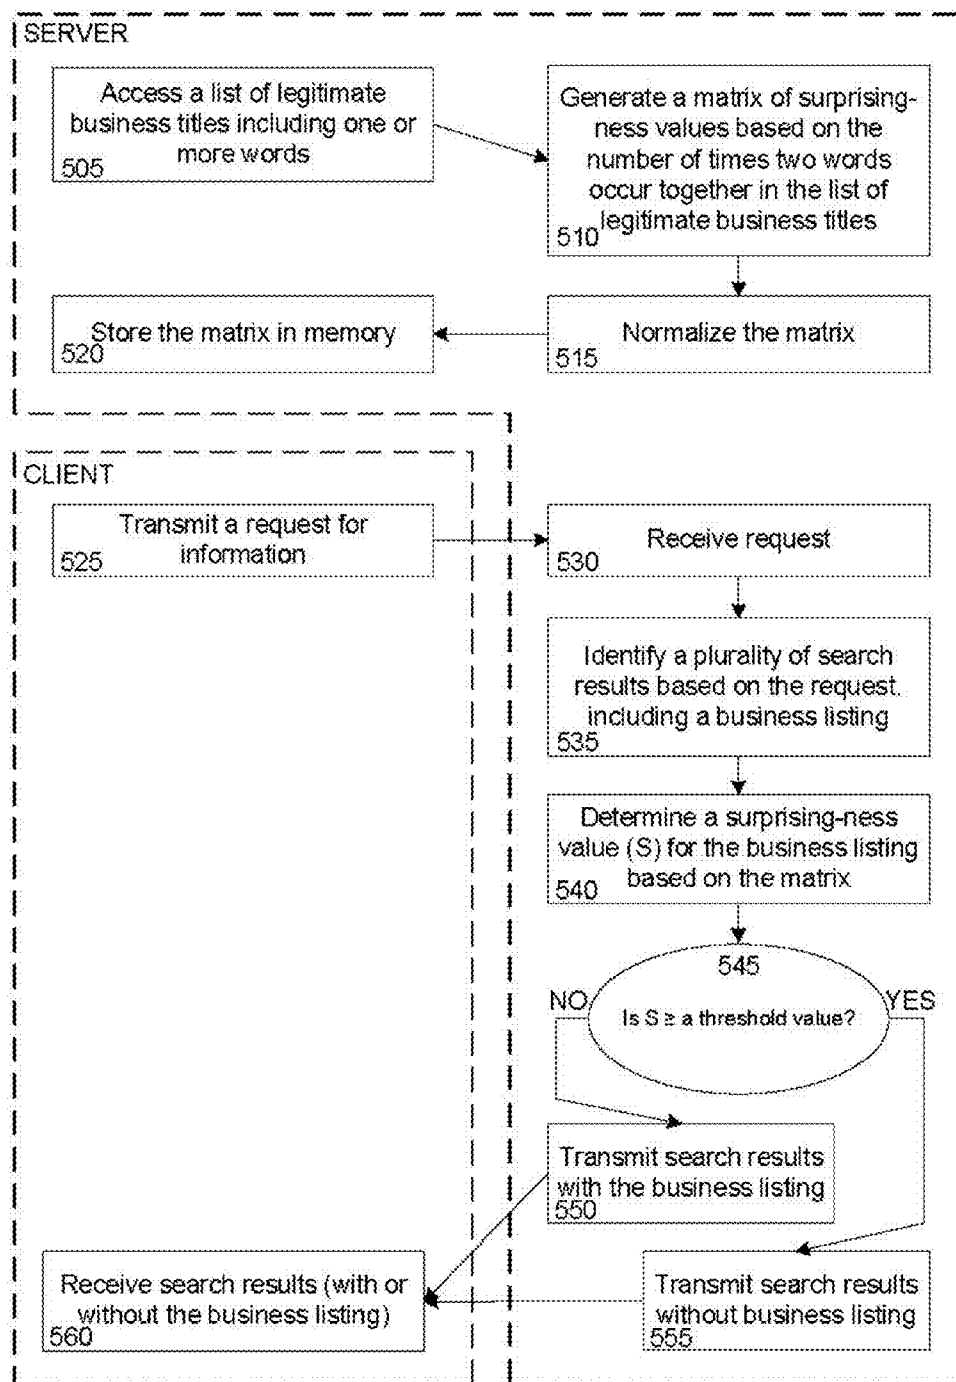 SERVER
Access a list of legitimate
business titles including one or
more words
505
Generate a matrix of surprising-
ness values based on the
number of times two words
occur together in the list of
legitimate business titles
510
Store the matrix in memory
520
Normalize the matrix
515
CLIENT
Transmit a request for
information
525
Receive request
530
Identify a plurality of search
results based on the request,
including a business listing
535
Determine a surprising-ness
value (S) for the business listing
based on the matrix
540
545
NO
YES
Is S ≥ a threshold value?
Transmit search results
with the business listing
550
Receive search results (with or
without the business listing)
560
Transmit search results
without business listing
555